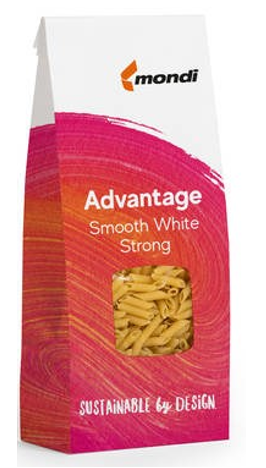 mondi
Advantage
Smooth White
Strong
SUSTAINABLE by DESIGN